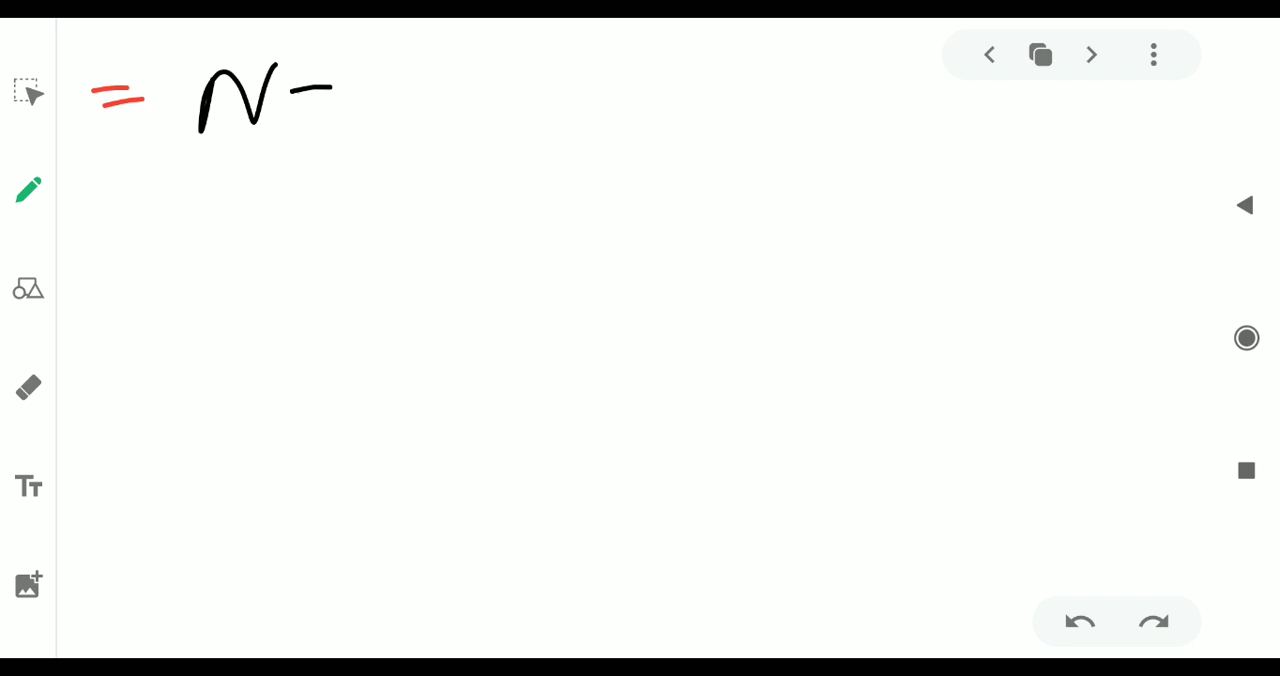 = N-